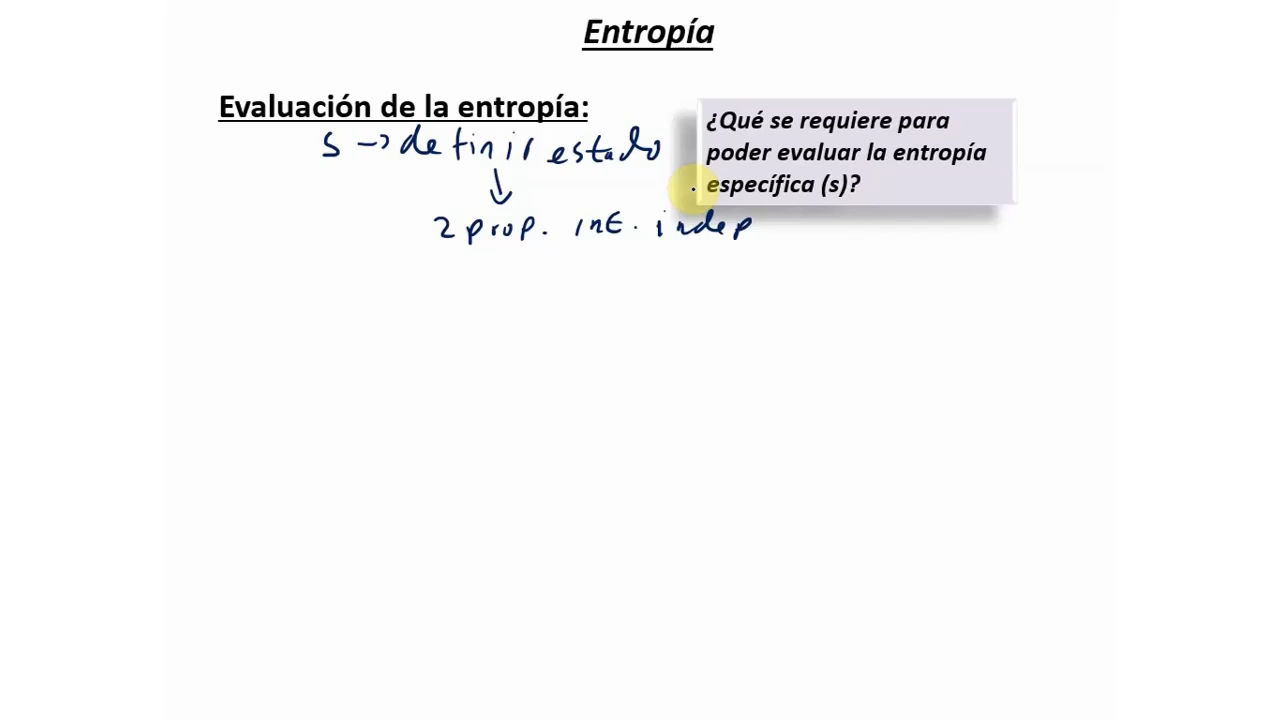 Entropía
Evaluación de la entropía:
s → definir estado
↓
2 prop. int. indep
¿Qué se requiere para
poder evaluar la entropía
específica (s)?